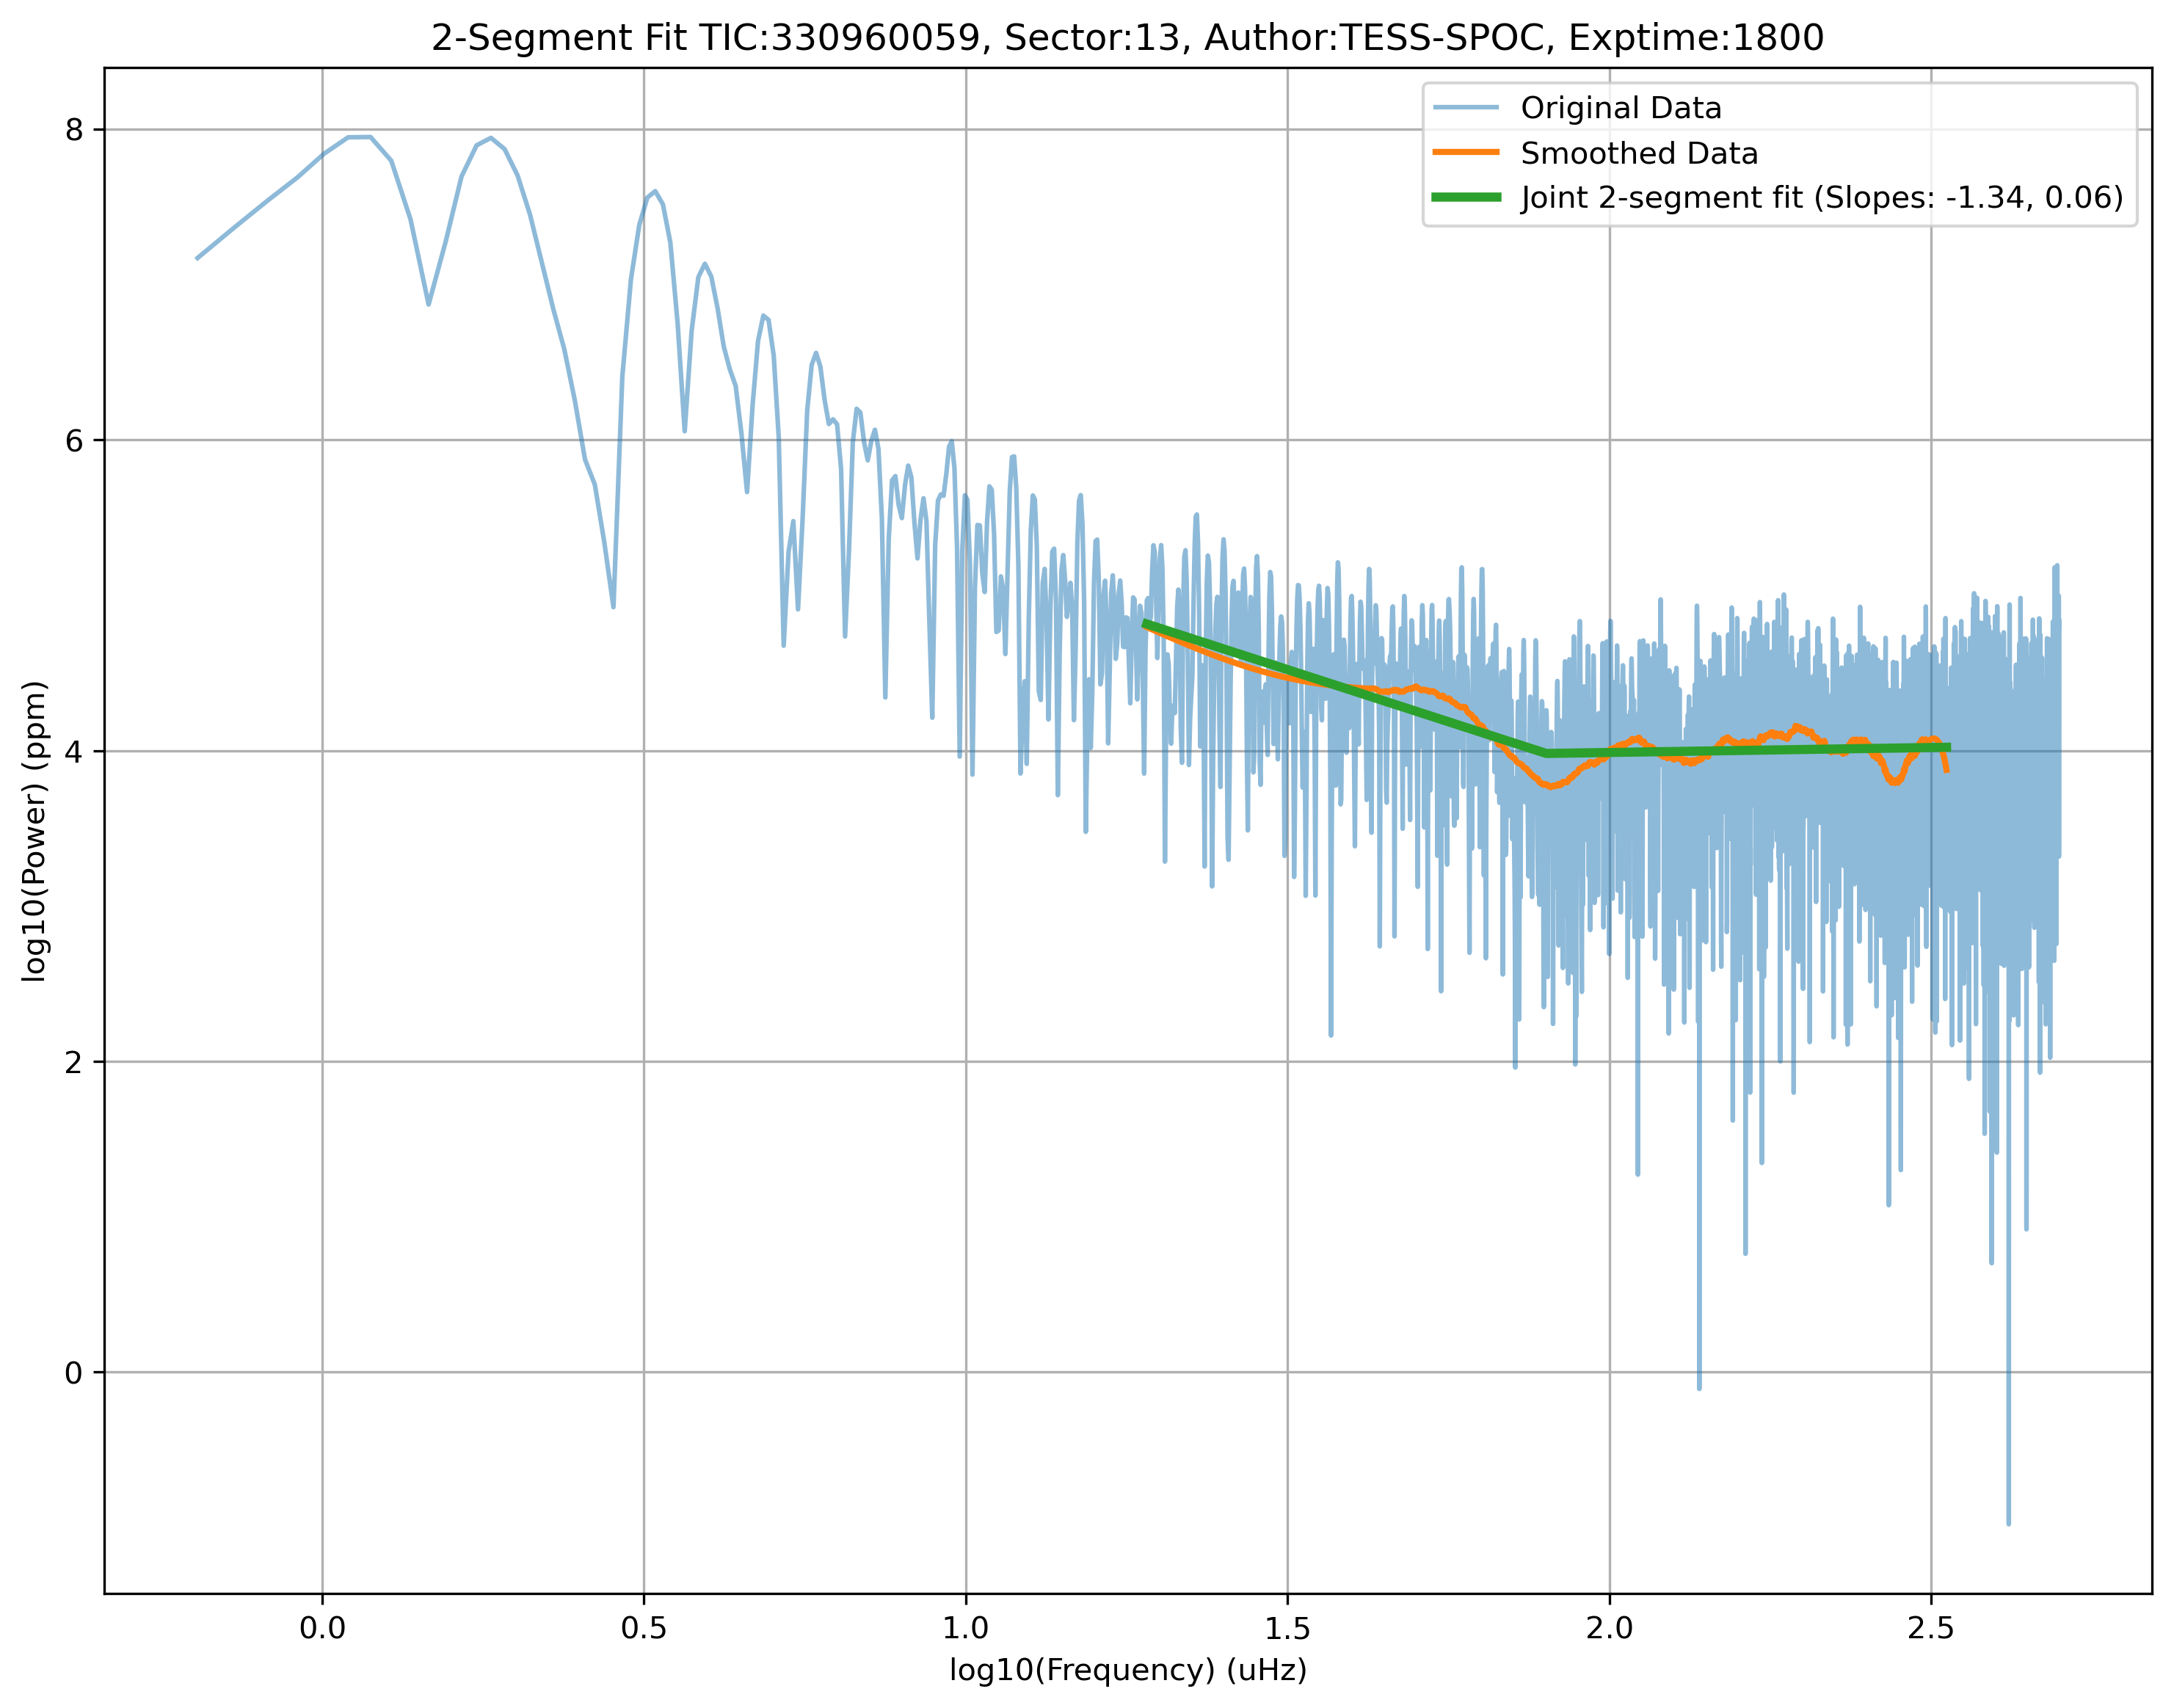 2-Segment Fit TIC:330960059, Sector:13, Author:TESS-SPOC, Exptime:1800
Original Data
Smoothed Data
Joint 2-segment fit (Slopes: -1.34, 0.06)
log10(Power) (ppm)
8
6
4
2
0
0.0 0.5 1.0 1.5 2.0 2.5
log10(Frequency) (uHz)